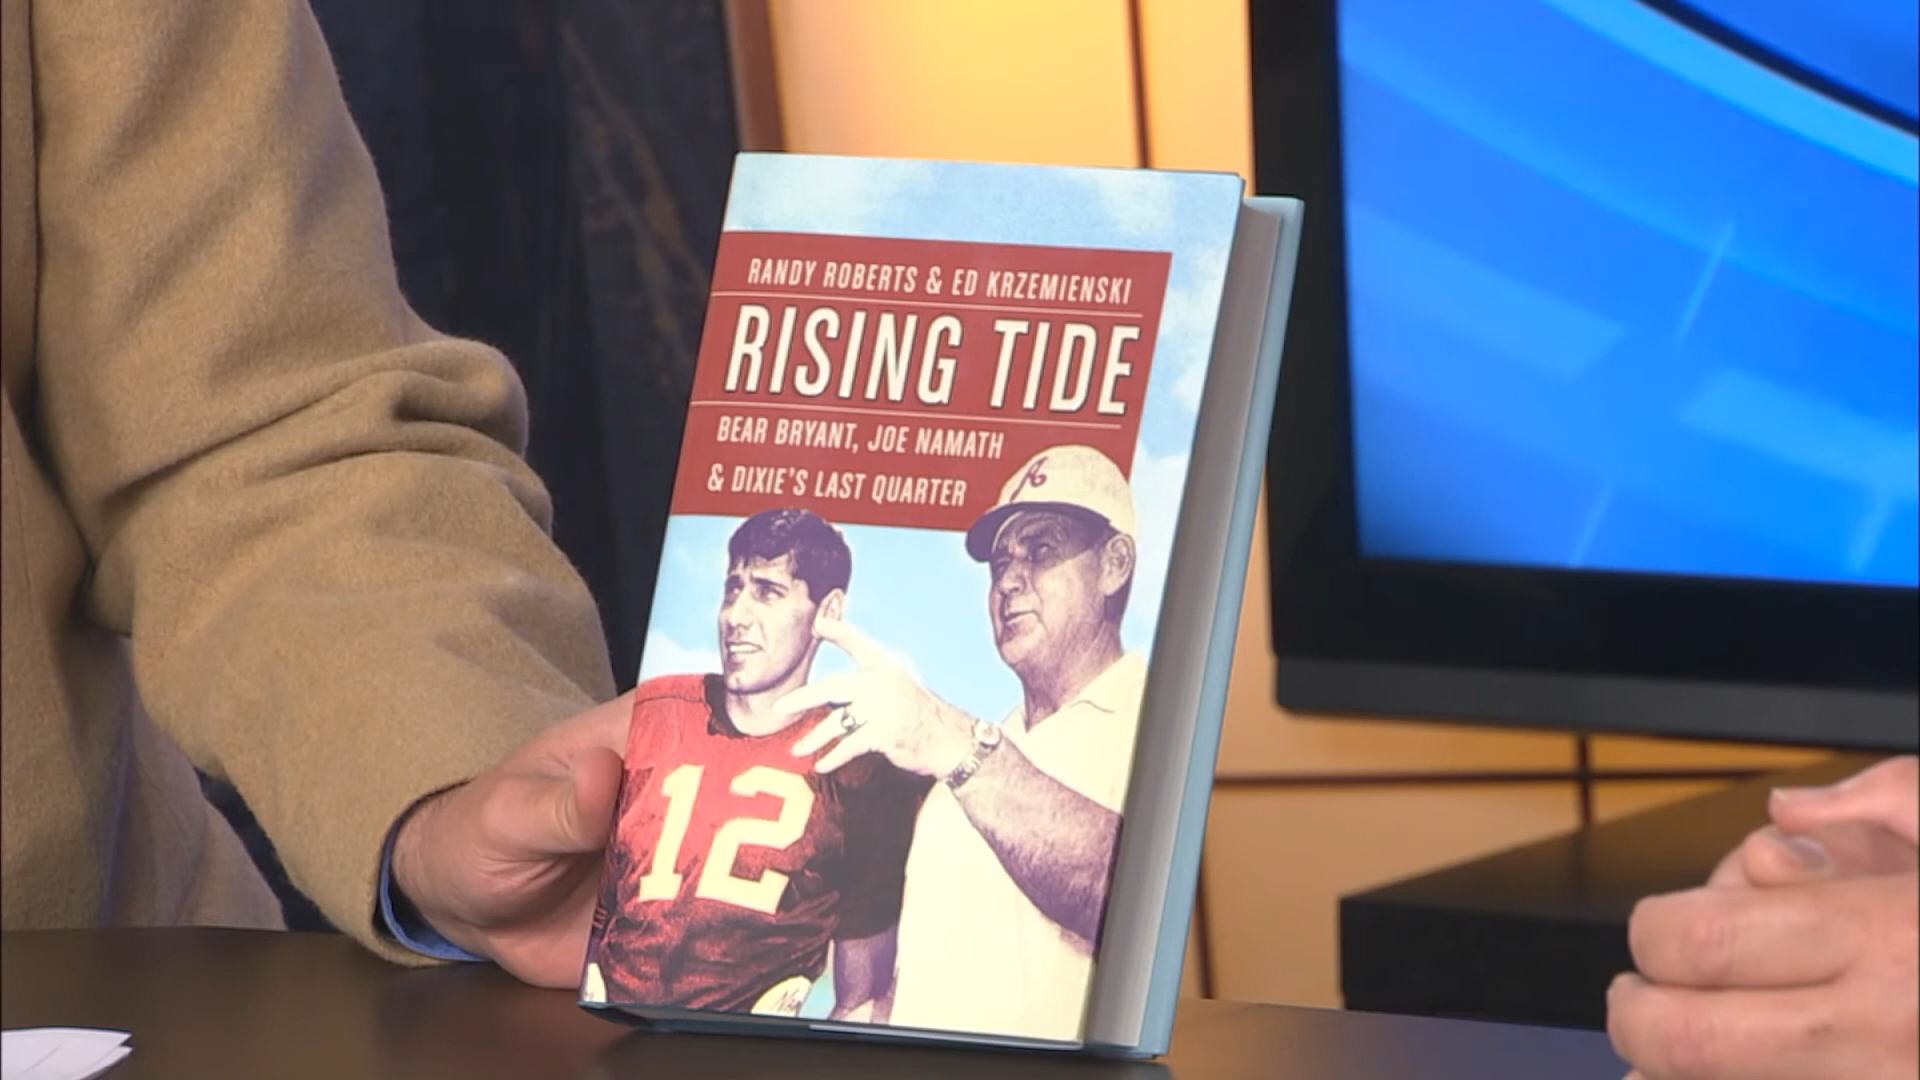 RANDY ROBERTS & ED KRZEMIENSKI
RISING TIDE
BEAR BRYANT, JOE NAMATH
& DIXIE'S LAST QUARTER
A
12